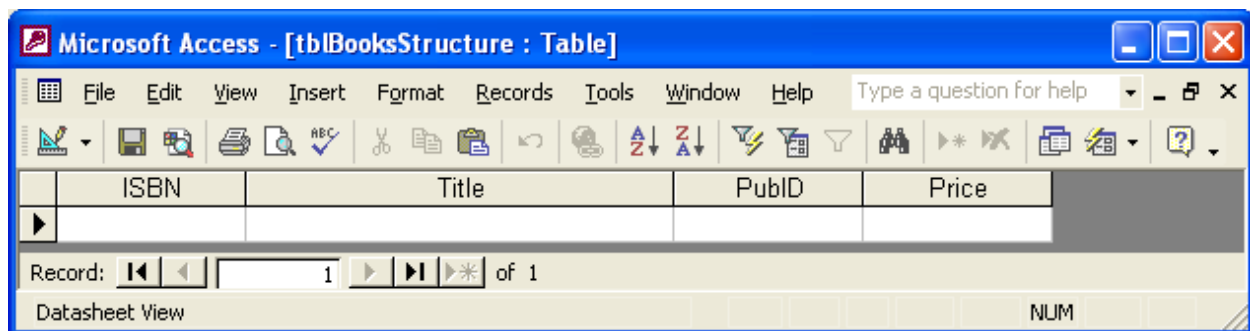 Microsoft Access - [tblBooksStructure : Table]
File Edit View Insert Format Records Tools Window Help Type a question for help
ABC A Z Z A
ISBN Title PubID Price
Record: 1 of 1
Datasheet View NUM